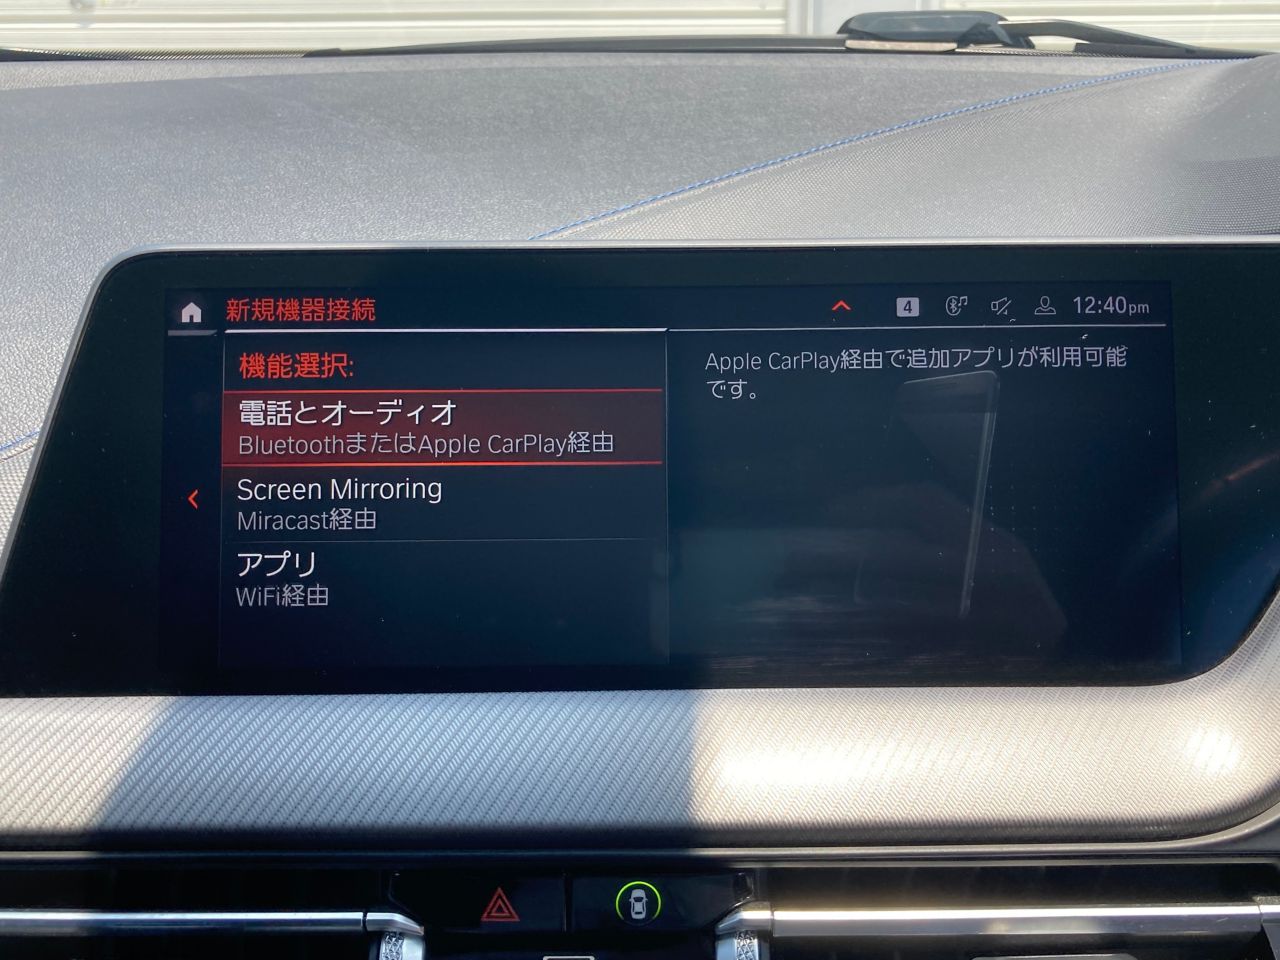 新規機器接続
4
12:40pm
機能選択:
電話とオーディオ
BluetoothまたはApple CarPlay経由
Screen Mirroring
Miracast経由
アプリ
WiFi経由
Apple CarPlay経由で追加アプリが利用可能
です。